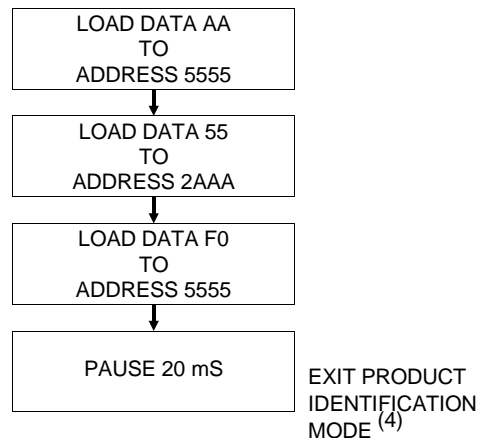 LOAD DATA AA
TO
ADDRESS 5555
LOAD DATA 55
TO
ADDRESS 2AAA
LOAD DATA F0
TO
ADDRESS 5555
PAUSE 20 mS
EXIT PRODUCT
IDENTIFICATION
MODE (4)